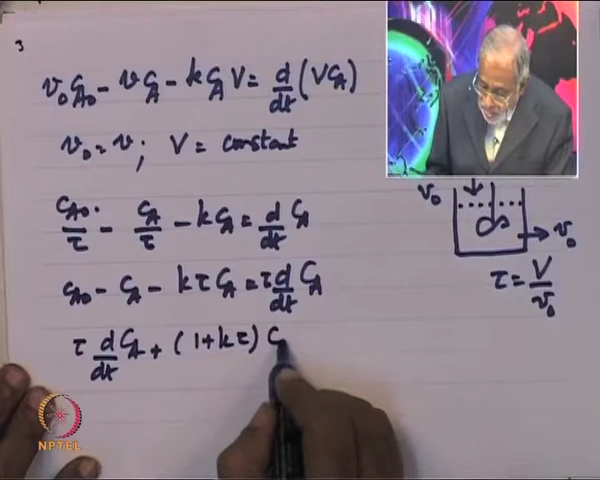 3
v₀C_A₀ - vC_A - kC_A V = d/dt (VC_A)
v₀ = v ; V = constant
C_A₀/τ - C_A/τ - kC_A = d/dt C_A
C_A₀ - C_A - kτC_A = τ d/dt C_A
τ d/dt C_A + (1+kτ) C
v₀
v₀
τ = V/v₀
NPTEL